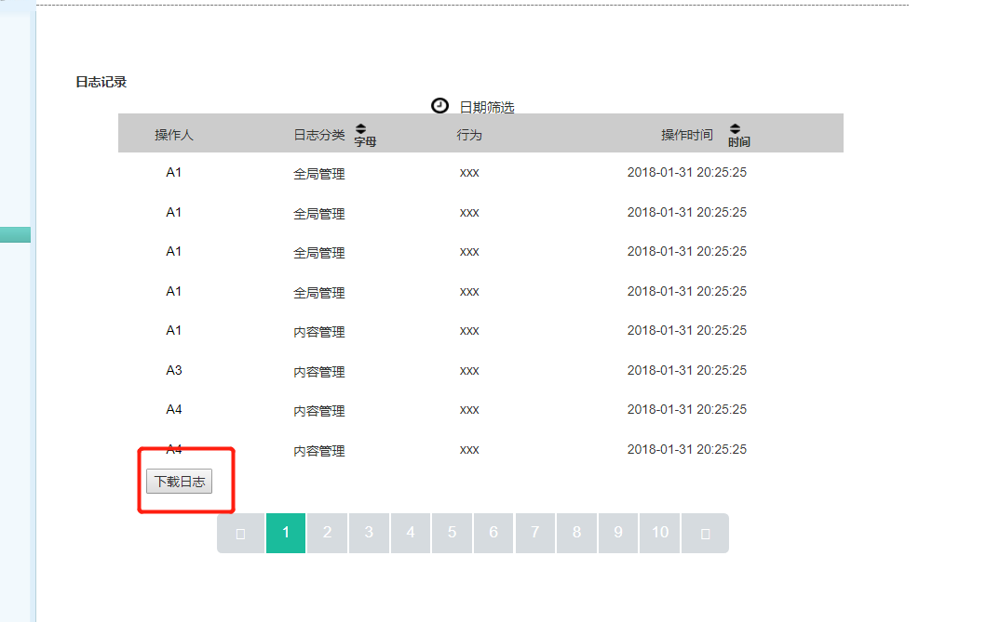 日志记录
日期筛选
操作人 日志分类 字母 行为 操作时间 时间
A1 全局管理 xxx 2018-01-31 20:25:25
A1 全局管理 xxx 2018-01-31 20:25:25
A1 全局管理 xxx 2018-01-31 20:25:25
A1 全局管理 xxx 2018-01-31 20:25:25
A1 内容管理 xxx 2018-01-31 20:25:25
A3 内容管理 xxx 2018-01-31 20:25:25
A4 内容管理 xxx 2018-01-31 20:25:25
A4 内容管理 xxx 2018-01-31 20:25:25
下载日志
1 2 3 4 5 6 7 8 9 10